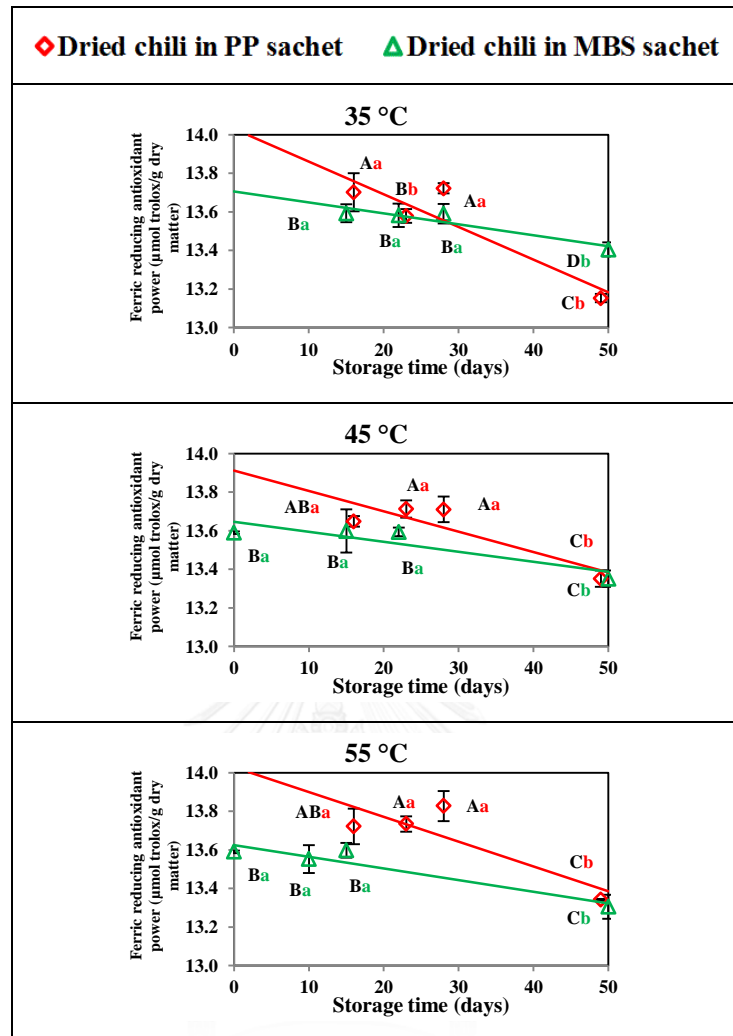 Dried chili in PP sachet Dried chili in MBS sachet
35 °C
Ferric reducing antioxidant
power (µmol trolox/g dry
matter)
14.0
13.8
13.6
13.4
13.2
13.0
Aa
Bb
Aa
Ba
Ba
Ba
Db
Cb
0 10 20 30 40 50
Storage time (days)
45 °C
Ferric reducing antioxidant
power (µmol trolox/g dry
matter)
14.0
13.8
13.6
13.4
13.2
13.0
Aa
Aa
ABa
Cb
Ba
Ba
Ba
Cb
0 10 20 30 40 50
Storage time (days)
55 °C
Ferric reducing antioxidant
power (µmol trolox/g dry
matter)
14.0
13.8
13.6
13.4
13.2
13.0
ABa
Aa
Aa
Cb
Ba
Ba
Ba
Cb
0 10 20 30 40 50
Storage time (days)